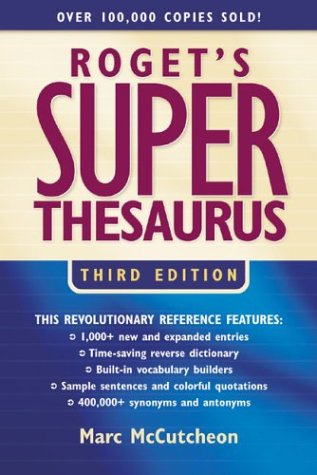 OVER 100,000 COPIES SOLD!
ROGET'S
SUPER
THESAURUS
THIRD EDITION
THIS REVOLUTIONARY REFERENCE FEATURES:
➲ 1,000+ new and expanded entries
➲ Time-saving reverse dictionary
➲ Built-in vocabulary builders
➲ Sample sentences and colorful quotations
➲ 400,000+ synonyms and antonyms
Marc McCutcheon